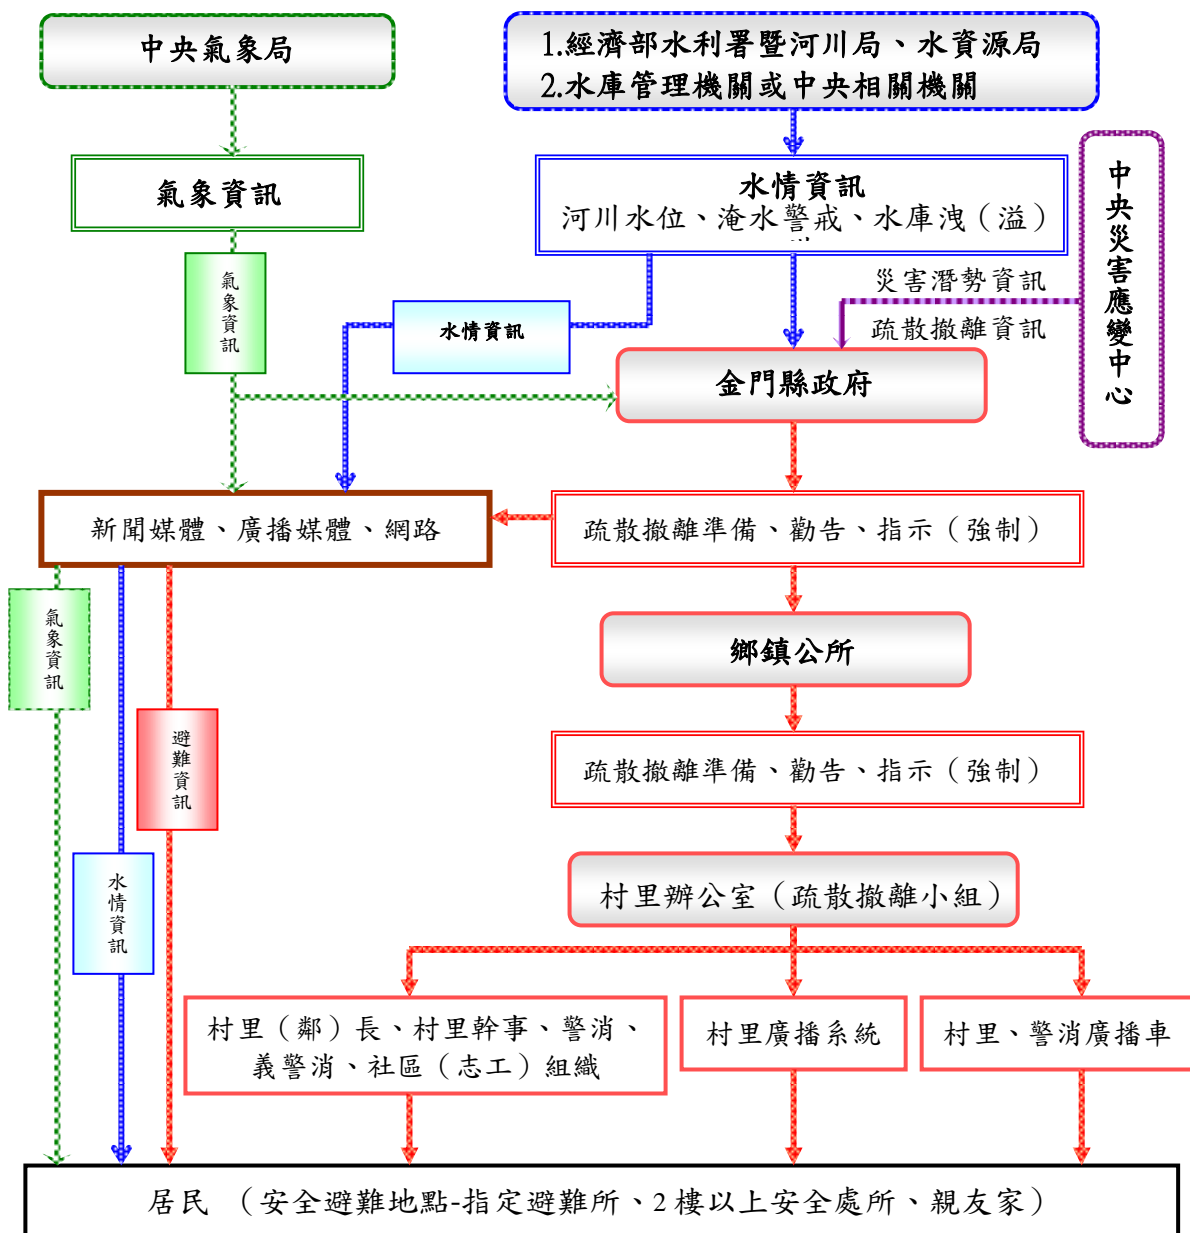 中央氣象局
1.經濟部水利署暨河川局、水資源局
2.水庫管理機關或中央相關機關
氣象資訊
水情資訊
河川水位、淹水警戒、水庫洩（溢）
中央災害應變中心
氣象資訊
水情資訊
災害潛勢資訊
疏散撤離資訊
金門縣政府
新聞媒體、廣播媒體、網路
疏散撤離準備、勸告、指示（強制）
氣象資訊
鄉鎮公所
避難資訊
疏散撤離準備、勸告、指示（強制）
水情資訊
村里辦公室（疏散撤離小組）
村里（鄰）長、村里幹事、警消、
義警消、社區（志工）組織
村里廣播系統
村里、警消廣播車
居民 （安全避難地點-指定避難所、2樓以上安全處所、親友家）